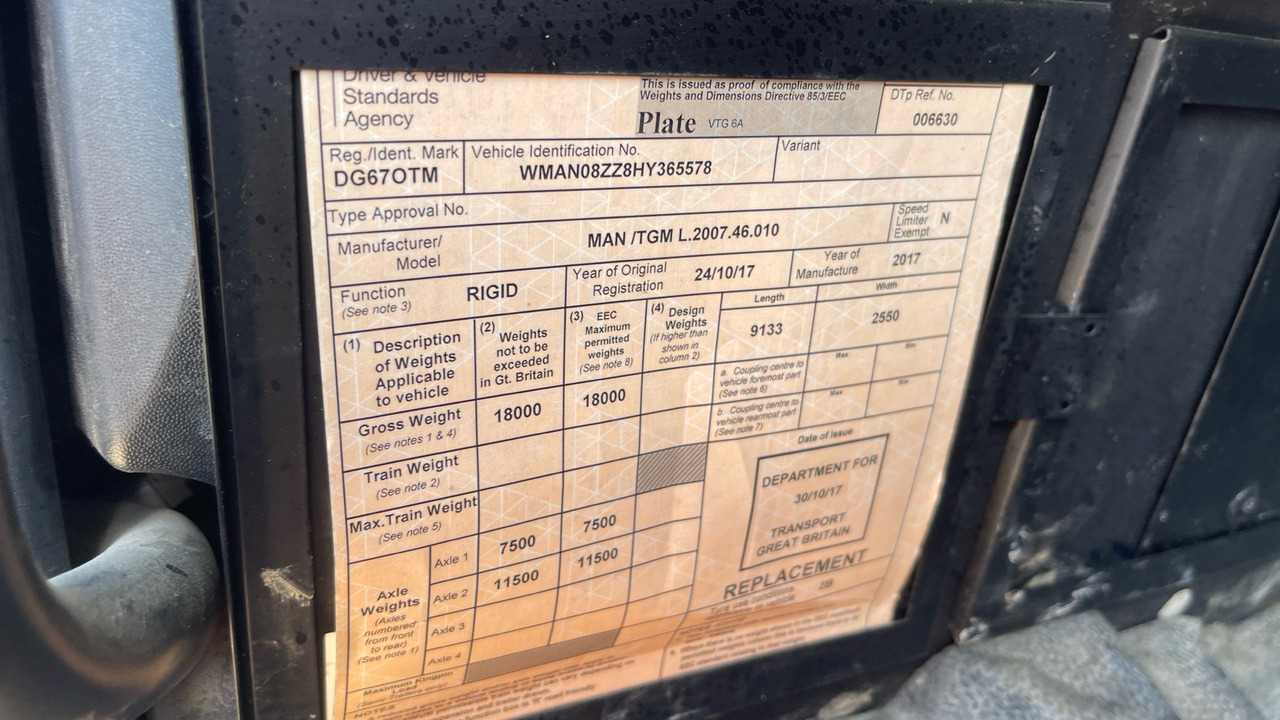 Driver & Vehicle
Standards
Agency
This is issued as proof of compliance with the
Weights and Dimensions Directive 85/3/EEC
Plate VTG 6A
DTp Ref. No.
006630
Reg./Ident. Mark
DG67OTM
Vehicle Identification No.
WMAN08ZZ8HY365578
Variant
Type Approval No.
Manufacturer/
Model
MAN /TGM L.2007.46.010
Speed
Limiter
Exempt
N
Function
(See note 3)
RIGID
Year of Original
Registration
24/10/17
Year of
Manufacture
2017
(1) Description
of Weights
Applicable
to vehicle
(2) Weights
not to be
exceeded
in Gt. Britain
(3) EEC
Maximum
permitted
weights
(See note 8)
(4) Design
Weights
(If higher than
shown in
column 2)
Length
9133
Width
2550
a. Coupling centre to
vehicle foremost part
(See note 6)
Max
Min
b. Coupling centre to
vehicle rearmost part
(See note 7)
Max
Min
Gross Weight
(See notes 1 & 4)
18000
18000
Train Weight
(See note 2)
Max.Train Weight
(See note 5)
Axle
Weights
(Axles
numbered
from front
to rear)
(See note 1)
Axle 1
7500
7500
Axle 2
11500
11500
Axle 3
Axle 4
Maximum Kingpin
Load
NOTES
Date of Issue
DEPARTMENT FOR
30/10/17
TRANSPORT
GREAT BRITAIN
REPLACEMENT
Tyre use conditions
2B